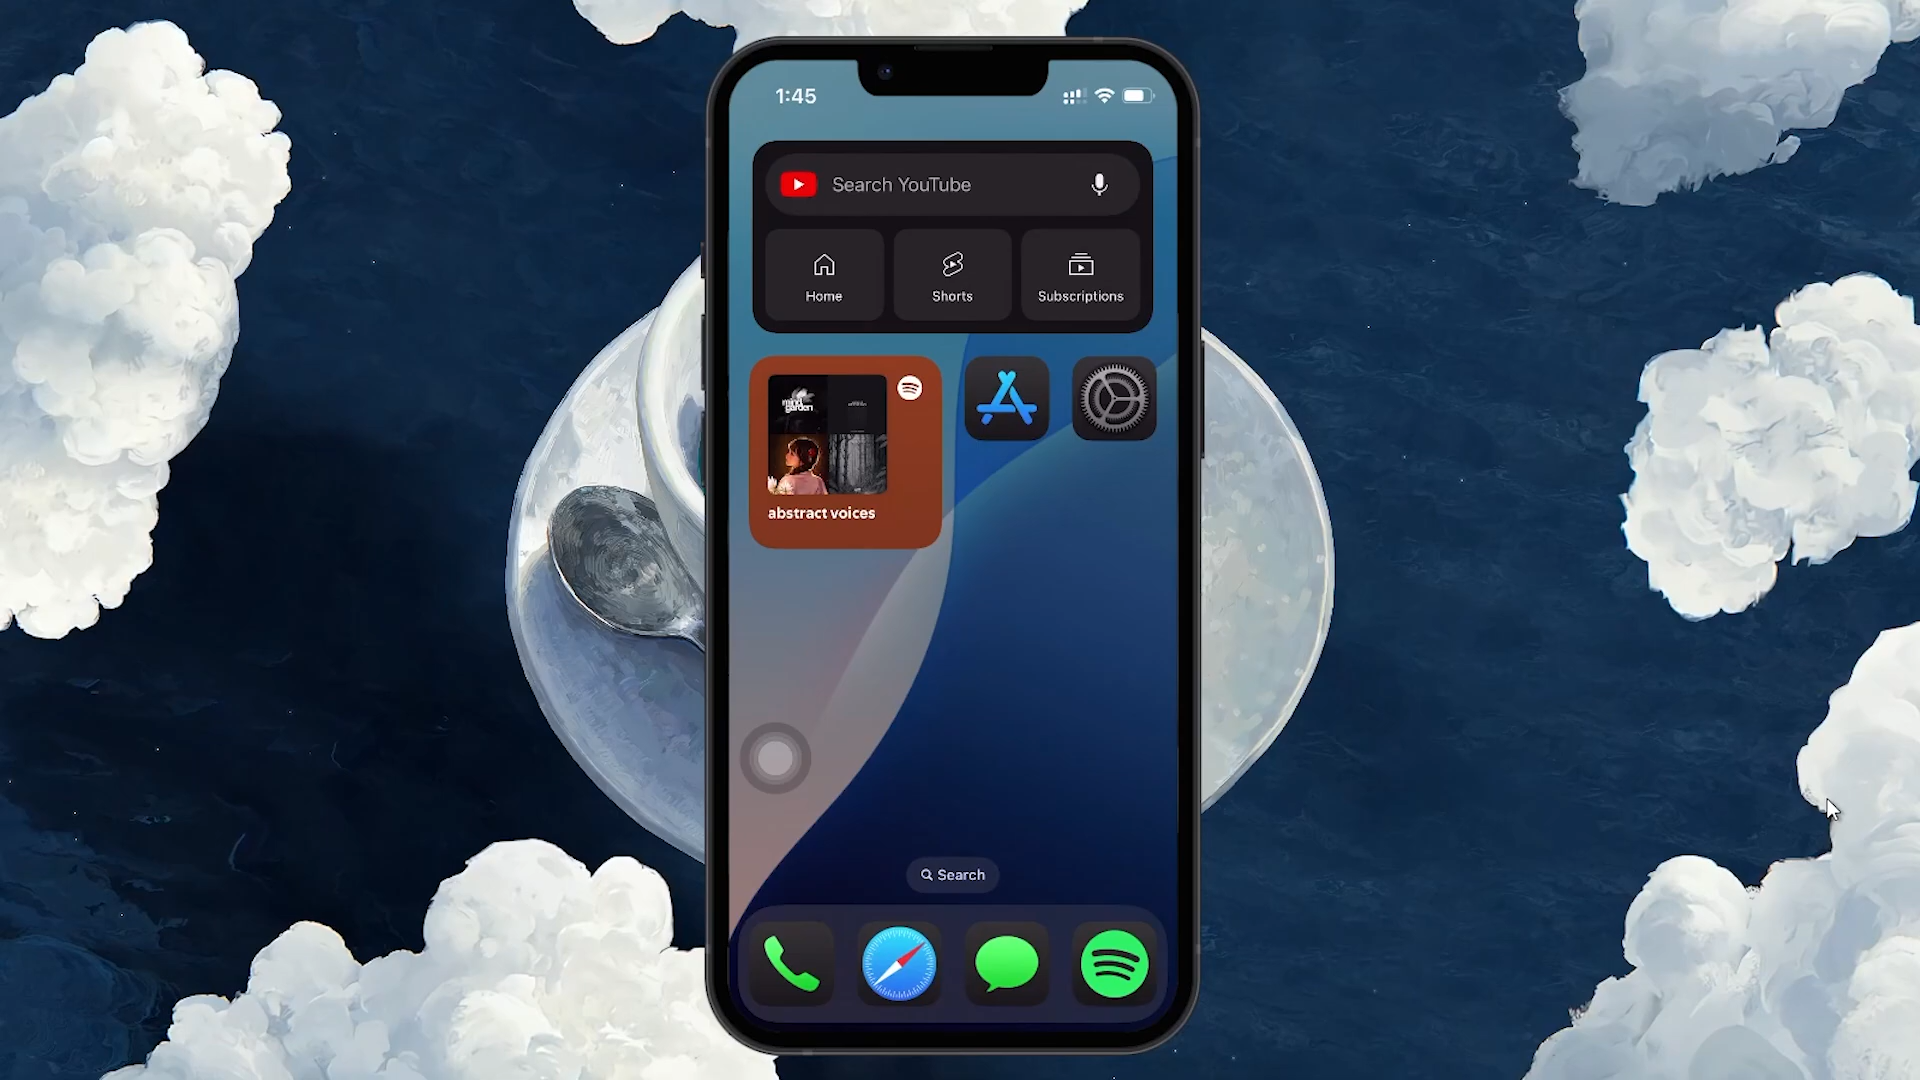 1:45
Search YouTube
Home
Shorts
Subscriptions
mind
garden
abstract voices
Search